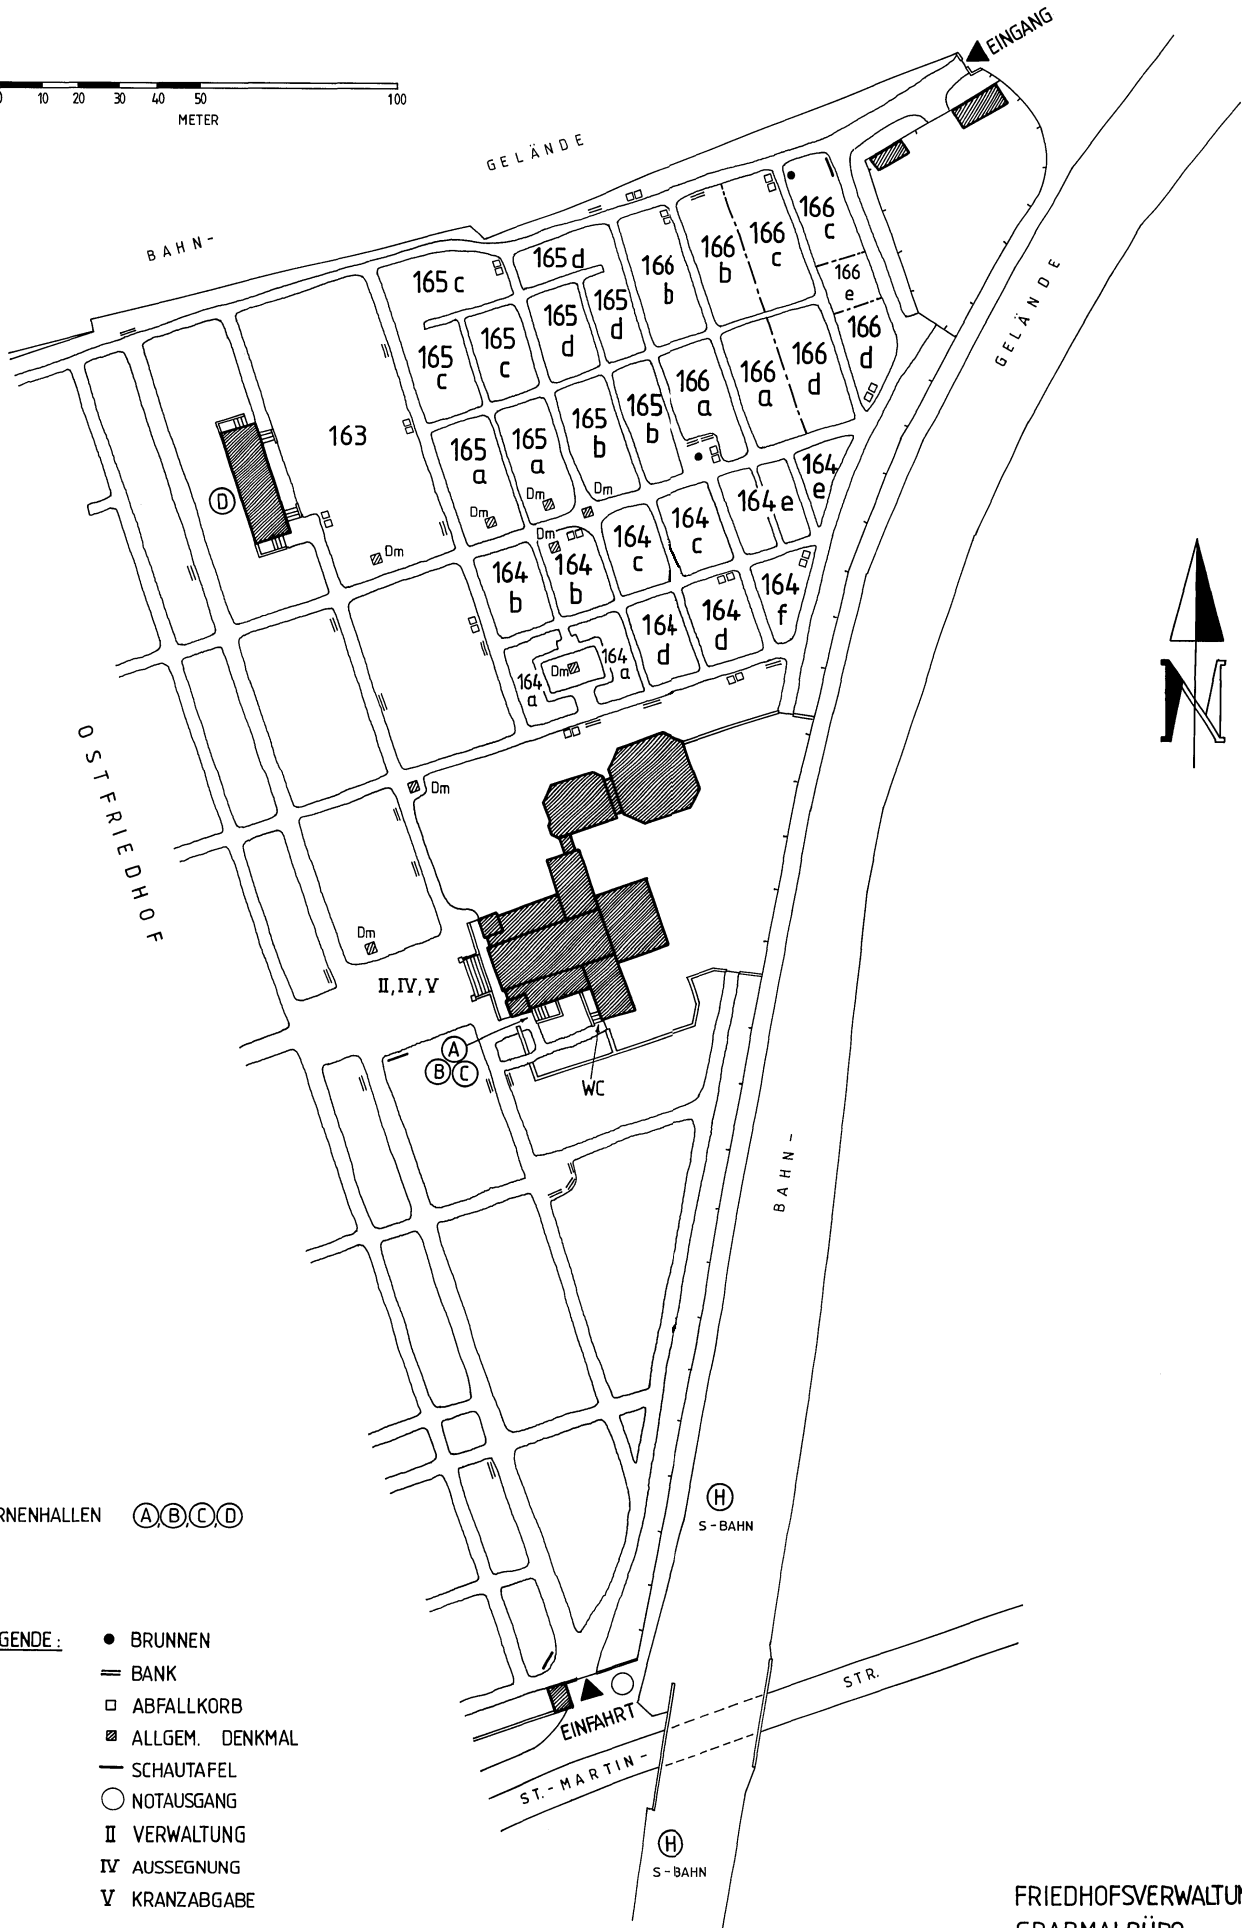 EINGANG
0 10 20 30 40 50 100
METER
GELÄNDE
BAHN-
165 d
165 c
166 b
166 b
166 c
166 c
166 e
166 d
GELÄNDE
165 c
165 c
165 d
165 d
166 a
166 a
166 d
163
165 a
165 a
165 b
165 b
164 e
164 e
D
Dm
Dm
Dm
Dm
Dm
164 b
164 b
164 c
164 c
164 d
164 d
164 f
164 a
Dm
164 a
N
OSTFRIEDHOF
Dm
Dm
II, IV, V
A
B C
WC
BAHN-
H
S-BAHN
RNENHALLEN A,B,C,D
GENDE:
BRUNNEN
BANK
ABFALLKORB
ALLGEM. DENKMAL
SCHAUTAFEL
NOTAUSGANG
II VERWALTUNG
IV AUSSEGNUNG
V KRANZABGABE
EINFAHRT
ST.-MARTIN-
STR.
H
S-BAHN
FRIEDHOFSVERWALTUN
GRABMALBÜRO